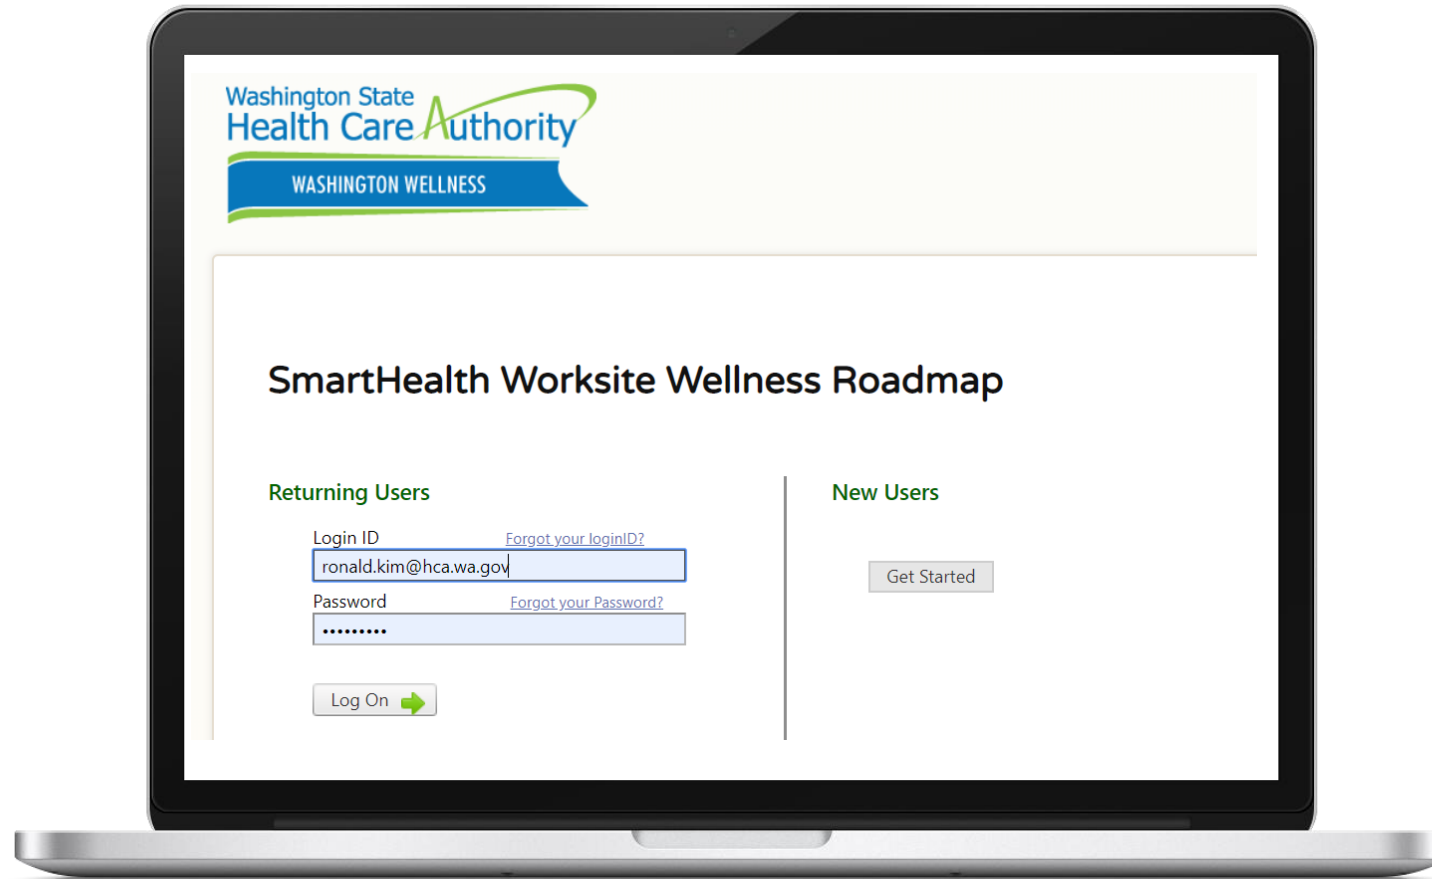 Washington State
Health Care Authority
WASHINGTON WELLNESS
SmartHealth Worksite Wellness Roadmap
Returning Users
Login ID Forgot your loginID?
ronald.kim@hca.wa.gov
Password Forgot your Password?
•••••••••
Log On
New Users
Get Started